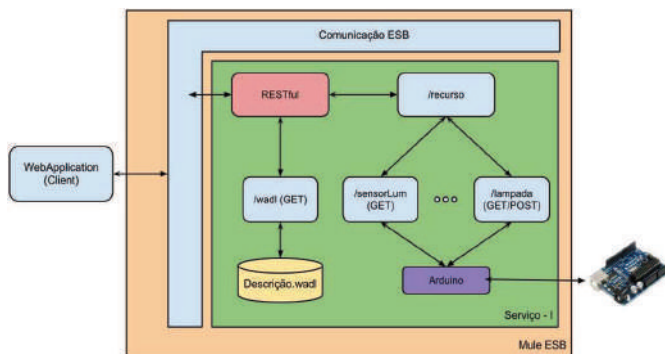 Comunicação ESB
RESTful
/recurso
WebApplication
(Client)
/wadl (GET)
/sensorLum
(GET)
/lampada
(GET/POST)
Descrição.wadl
Arduino
Serviço - I
Mule ESB